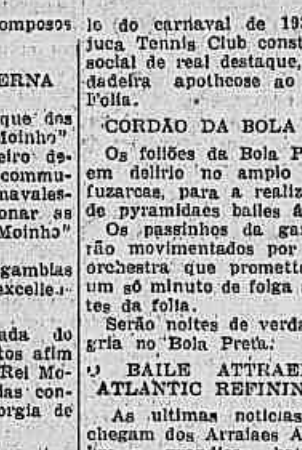 omposos
ERNA
que dos
Moinho"
eiro de-
commu-
navales-
onar as
Moinho"
gambias
ada do
tos afim
Rei Mo-
las con-
orgia de
lo do carnaval de 193
juca Tennis Club const
social de real destaque,
dadeira apotheose ao
Folia.
CORDÃO DA BOLA
Os foliões da Bola P
em delirio no amplo
fuzarcas, para a realiz
de pyramidaes bailes á
Os passinhos da ga
rão movimentados por
orchestra que prometti
um só minuto de folga
tes da folia.
Serão noites de verda
gria no Bola Preta.
O BAILE ATTRAE
ATLANTIC REFININ
As ultimas noticias
chegam dos Arraiaes A